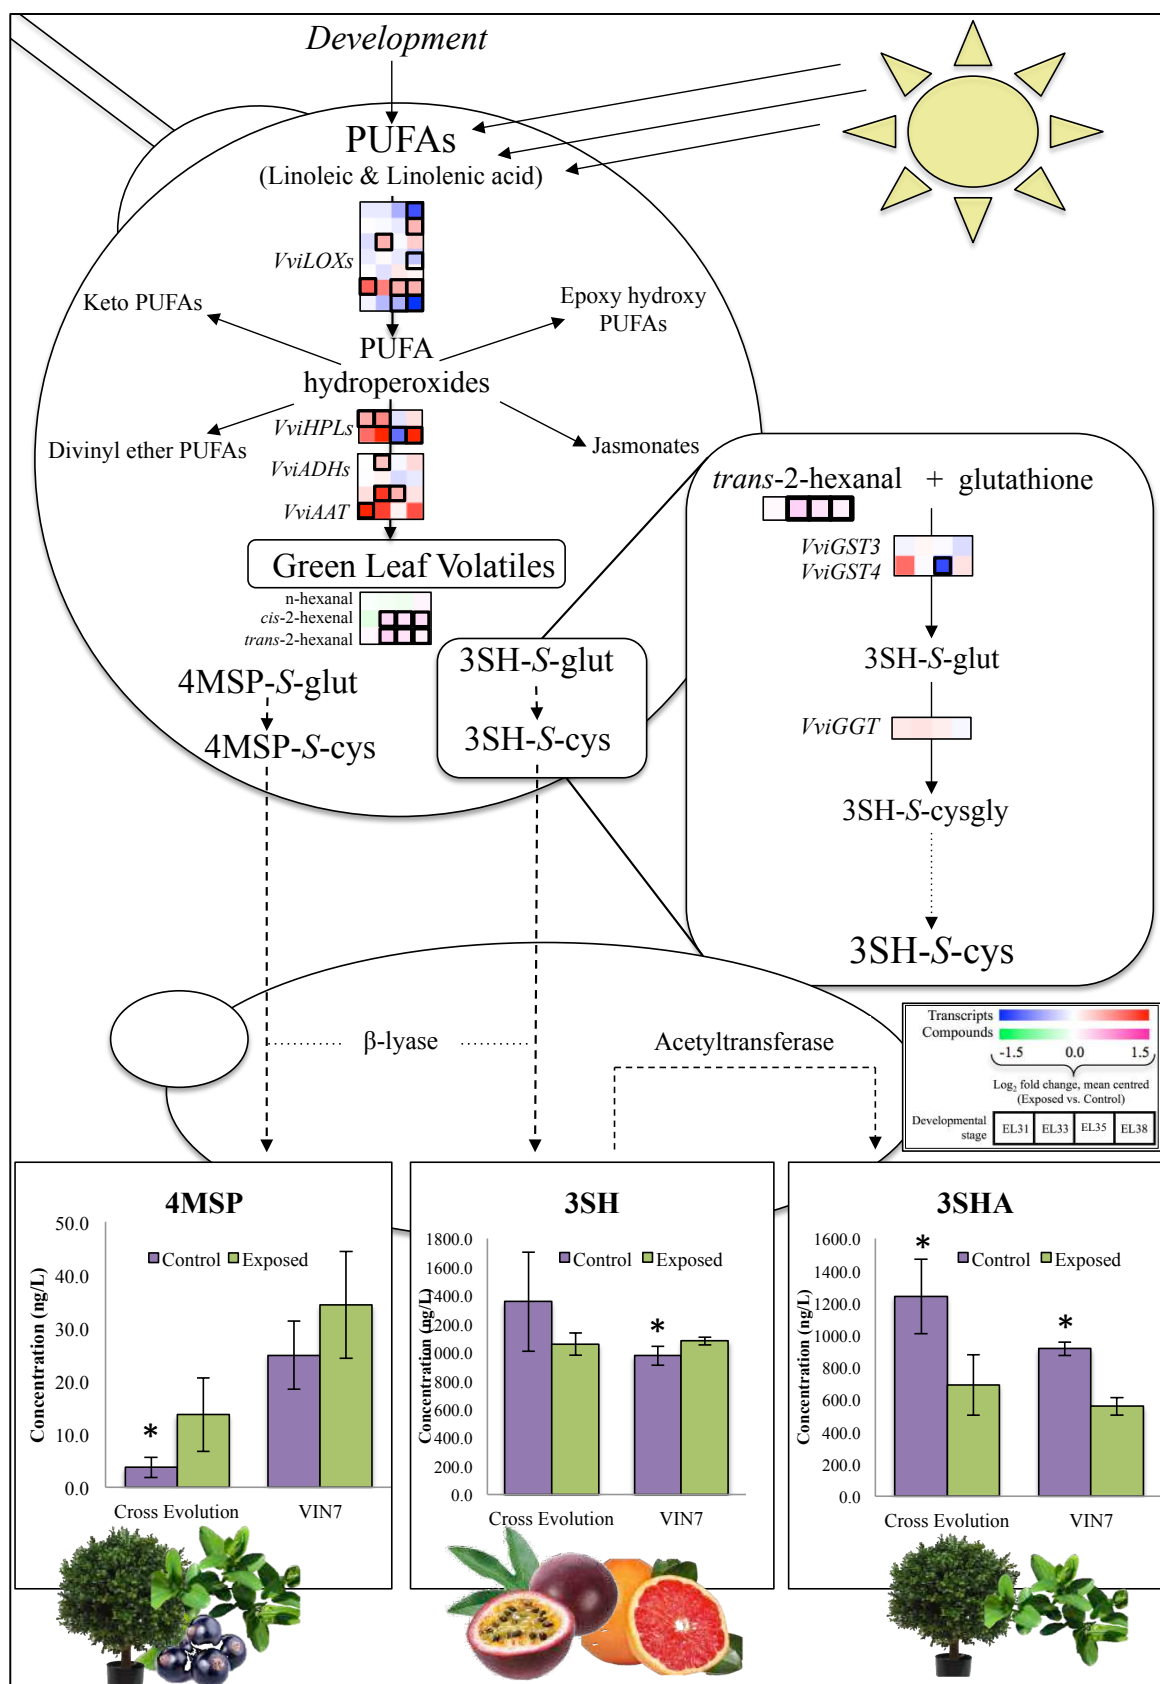 Development
PUFAs
(Linoleic & Linolenic acid)
VviLOXs
Keto PUFAs
Epoxy hydroxy
PUFAs
PUFA
hydroperoxides
VviHPLs
Divinyl ether PUFAs
Jasmonates
VviADHs
VviAAT
Green Leaf Volatiles
n-hexanal
cis-2-hexenal
trans-2-hexanal
4MSP-S-glut
4MSP-S-cys
3SH-S-glut
3SH-S-cys
trans-2-hexanal + glutathione
VviGST3
VviGST4
3SH-S-glut
VviGGT
3SH-S-cysgly
3SH-S-cys
β-lyase
Acetyltransferase
Transcripts
Compounds
-1.5 0.0 1.5
Log2 fold change, mean centred
(Exposed vs. Control)
Developmental
stage
EL31 EL33 EL35 EL38
4MSP
Control Exposed
Concentration (ng/L)
50.0
40.0
30.0
20.0
10.0
0.0
*
Cross Evolution VIN7
3SH
Control Exposed
Concentration (ng/L)
1800.0
1600.0
1400.0
1200.0
1000.0
800.0
600.0
400.0
200.0
0.0
*
Cross Evolution VIN7
3SHA
Control Exposed
Concentration (ng/L)
1600.0
1400.0
1200.0
1000.0
800.0
600.0
400.0
200.0
0.0
* *
Cross Evolution VIN7